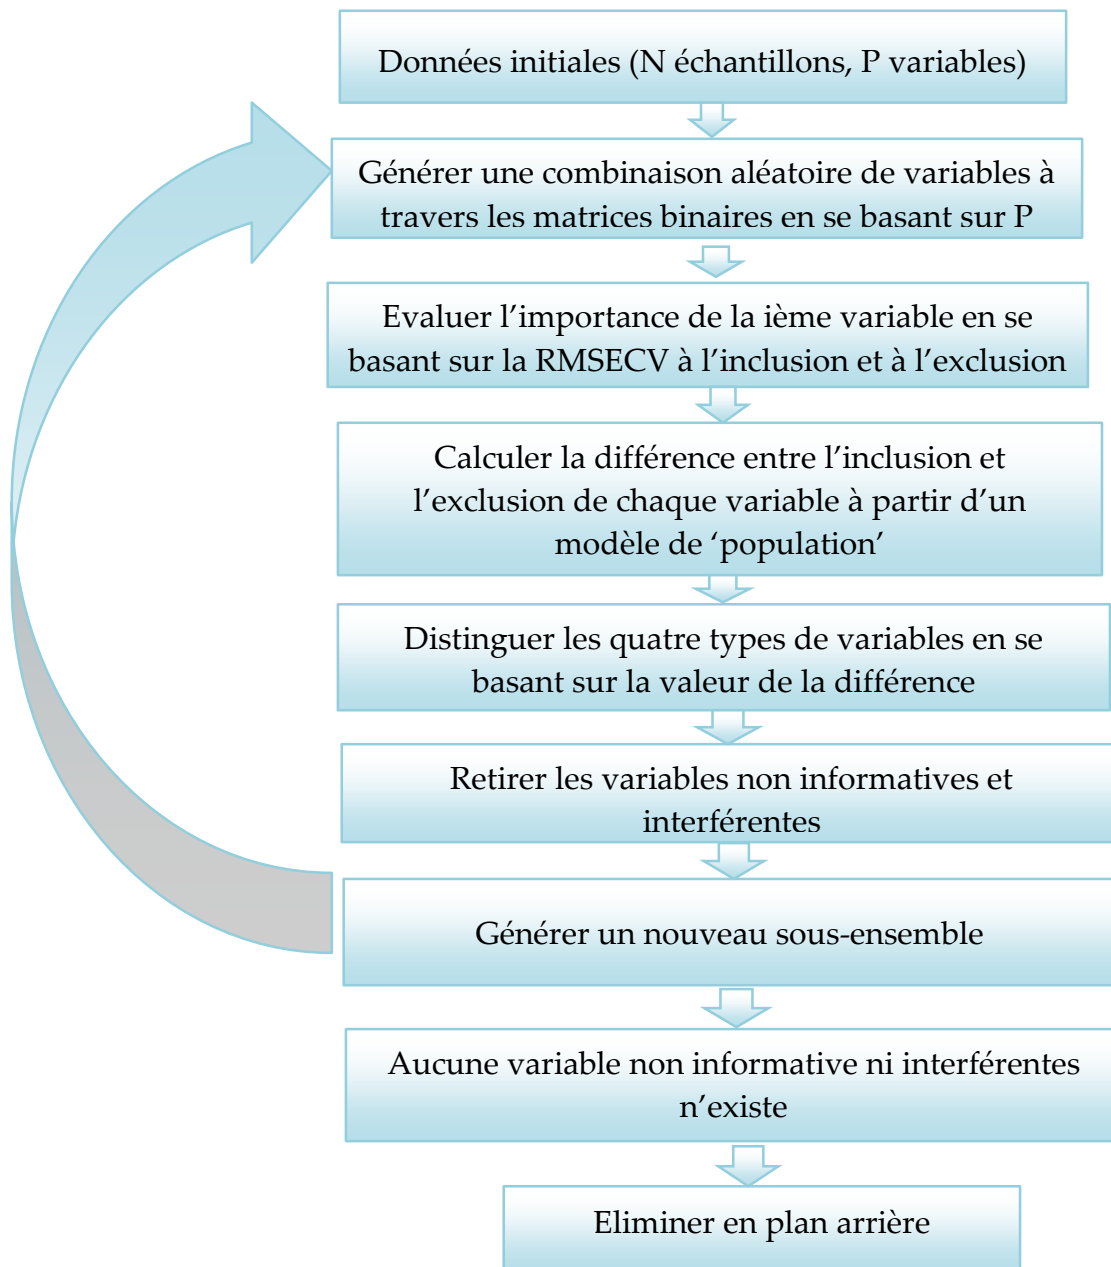 Données initiales (N échantillons, P variables)
Générer une combinaison aléatoire de variables à
travers les matrices binaires en se basant sur P
Evaluer l’importance de la ième variable en se
basant sur la RMSECV à l’inclusion et à l’exclusion
Calculer la différence entre l’inclusion et
l’exclusion de chaque variable à partir d’un
modèle de ‘population’
Distinguer les quatre types de variables en se
basant sur la valeur de la différence
Retirer les variables non informatives et
interférentes
Générer un nouveau sous-ensemble
Aucune variable non informative ni interférentes
n’existe
Eliminer en plan arrière